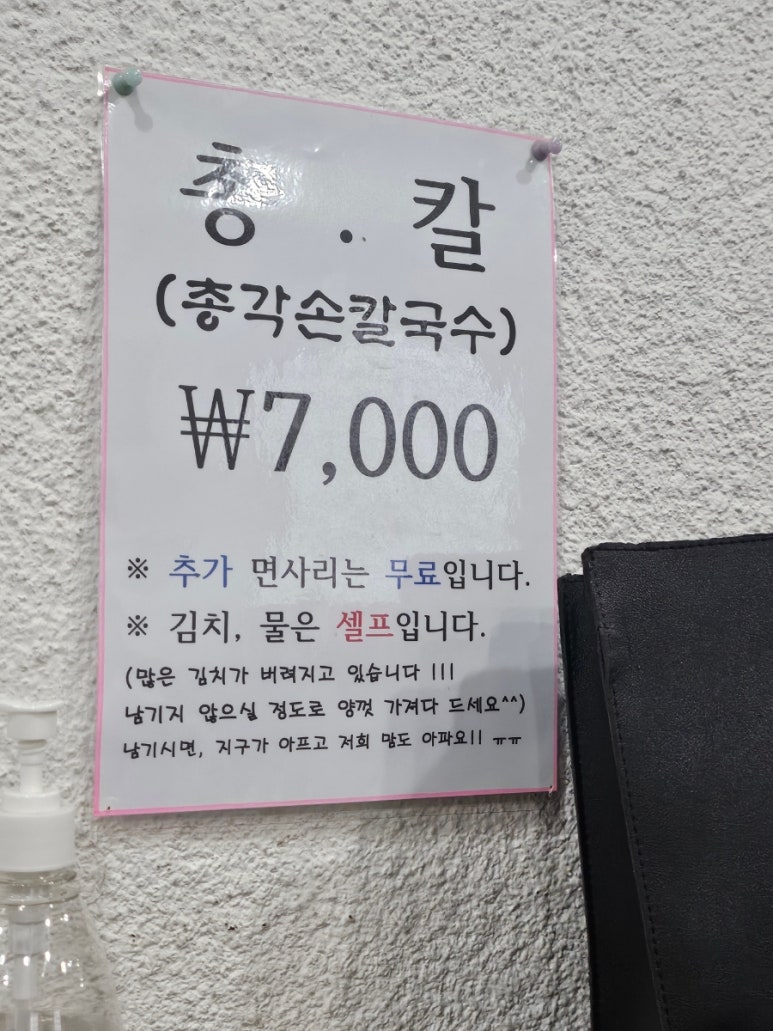 총 . 칼
(총각손칼국수)
₩7,000
※ 추가 면사리는 무료입니다.
※ 김치, 물은 셀프입니다.
(많은 김치가 버려지고 있습니다 !!!
남기지 않으실 정도로 양껏 가져다 드세요^^)
남기시면, 지구가 아프고 저희 맘도 아파요!! ㅠㅠ